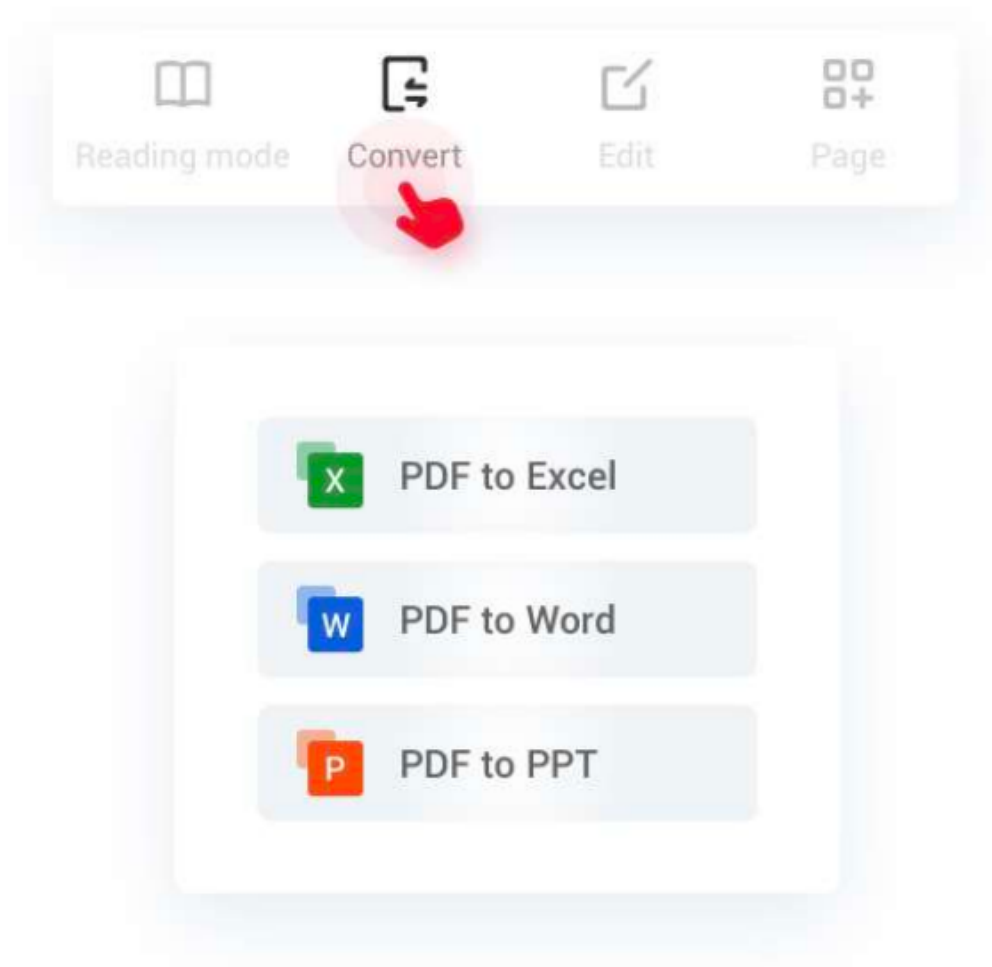 Reading mode Convert Edit Page
X PDF to Excel
W PDF to Word
P PDF to PPT